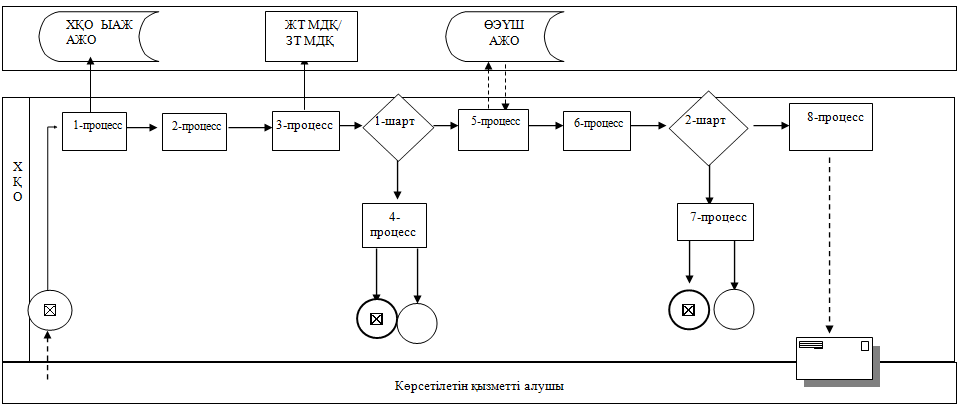 ХҚО ЫАЖ
АЖО
ЖТ МДҚ/
ЗТ МДҚ
ӨЭҮШ
АЖО
1-процесс
2-процесс
3-процесс
1-шарт
5-процесс
6-процесс
2-шарт
8-процесс
Х
Қ
О
4-
процесс
7-процесс
Көрсетілетін қызметті алушы